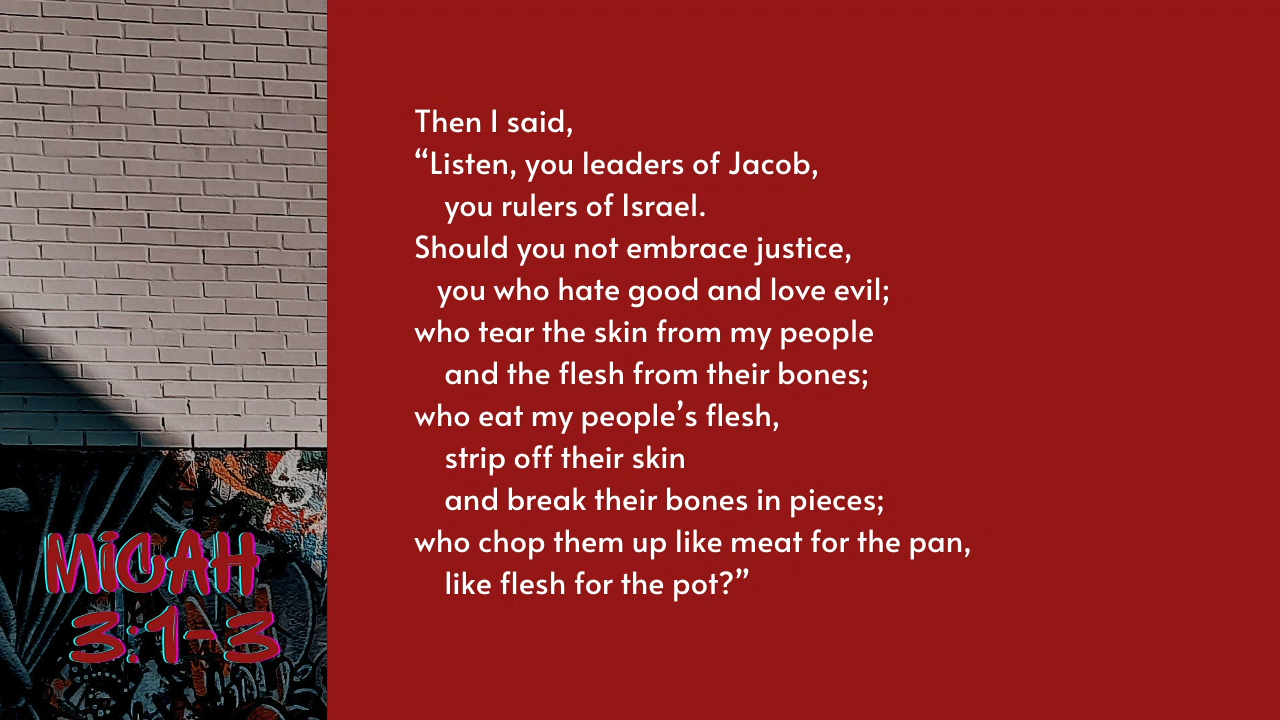 Then I said,
“Listen, you leaders of Jacob,
you rulers of Israel.
Should you not embrace justice,
you who hate good and love evil;
who tear the skin from my people
and the flesh from their bones;
who eat my people’s flesh,
strip off their skin
and break their bones in pieces;
who chop them up like meat for the pan,
like flesh for the pot?”
MiCAH
3:1-3